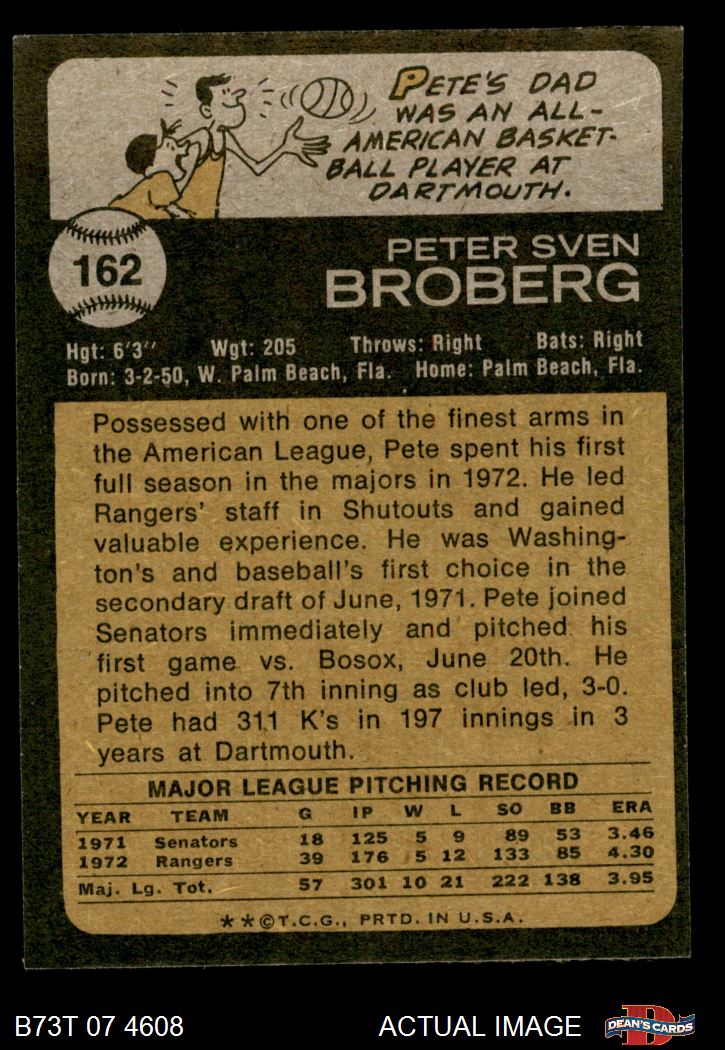 PETE'S DAD
WAS AN ALL-
AMERICAN BASKET-
BALL PLAYER AT
DARTMOUTH.
162
PETER SVEN
BROBERG
Hgt: 6'3'' Wgt: 205 Throws: Right Bats: Right
Born: 3-2-50, W. Palm Beach, Fla. Home: Palm Beach, Fla.
Possessed with one of the finest arms in
the American League, Pete spent his first
full season in the majors in 1972. He led
Rangers' staff in Shutouts and gained
valuable experience. He was Washing-
ton's and baseball's first choice in the
secondary draft of June, 1971. Pete joined
Senators immediately and pitched his
first game vs. Bosox, June 20th. He
pitched into 7th inning as club led, 3-0.
Pete had 311 K's in 197 innings in 3
years at Dartmouth.
MAJOR LEAGUE PITCHING RECORD
YEAR TEAM G IP W L SO BB ERA
1971 Senators 18 125 5 9 89 53 3.46
1972 Rangers 39 176 5 12 133 85 4.30
Maj. Lg. Tot. 57 301 10 21 222 138 3.95
**©T.C.G., PRTD. IN U.S.A.
B73T 07 4608 ACTUAL IMAGE D DEAN'S CARDS